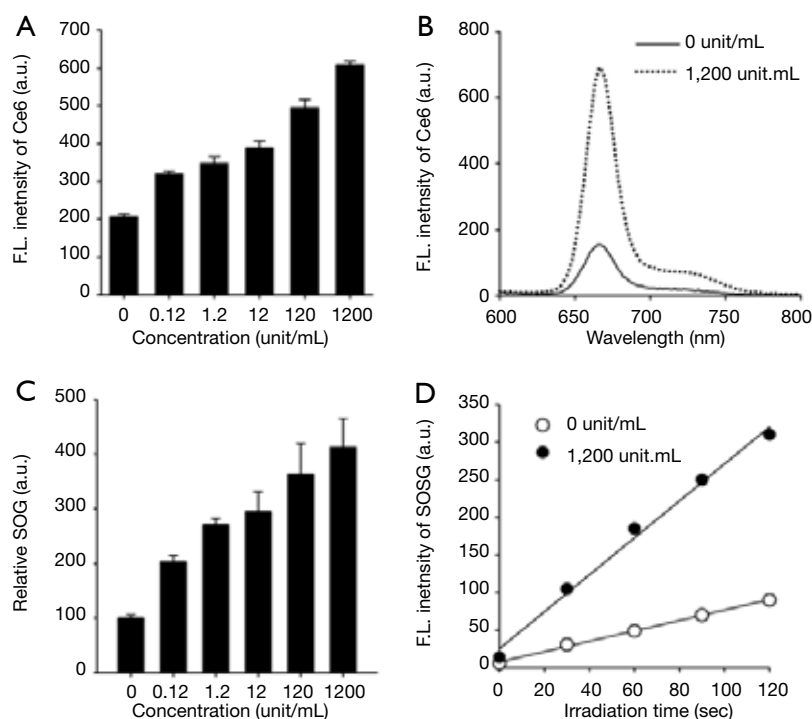 A
F.L. inetnsity of Ce6 (a.u.)
700
600
500
400
300
200
100
0
0 0.12 1.2 12 120 1200
Concentration (unit/mL)
B
F.L. inetnsity of Ce6 (a.u.)
800
600
400
200
0
0 unit/mL
1,200 unit.mL
600 650 700 750 800
Wavelength (nm)
C
Relative SOG (a.u.)
500
400
300
200
100
0
0 0.12 1.2 12 120 1200
Concentration (unit/mL)
D
F.L. inetnsity of SOSG (a.u.)
350
300
250
200
150
100
50
0
0 unit/mL
1,200 unit.mL
0 20 40 60 80 100 120
Irradiation time (sec)